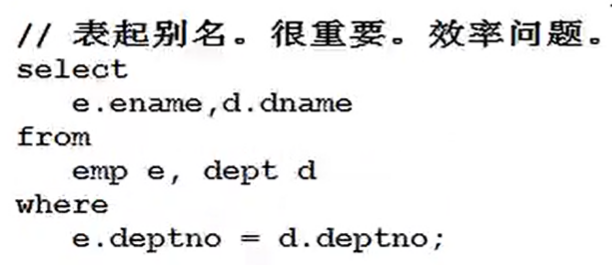 // 表起别名。很重要。效率问题。
select
e.ename,d.dname
from
emp e, dept d
where
e.deptno = d.deptno;